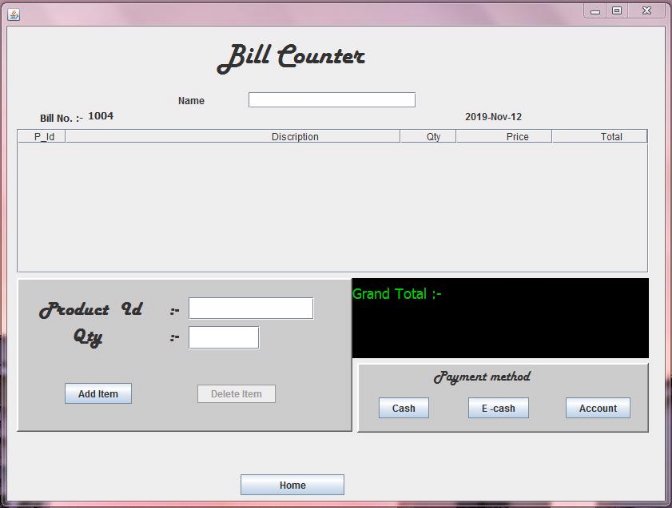 Bill Counter
Name
Bill No. :- 1004
2019-Nov-12
P_Id Discription Qty Price Total
Product Id :-
Qty :-
Add Item
Delete Item
Grand Total :-
Payment method
Cash
E -cash
Account
Home